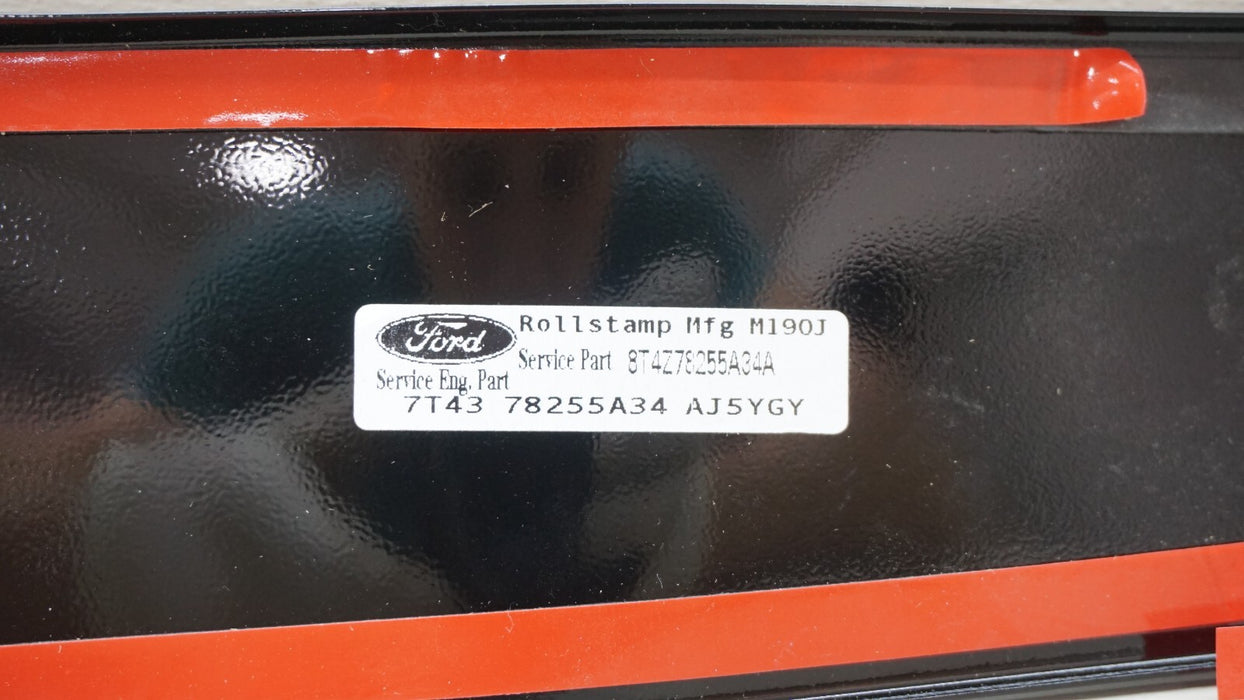 Ford Rollstamp Mfg M190J
Service Part 8T4Z78255A34A
Service Eng. Part
7T43 78255A34 AJ5YGY